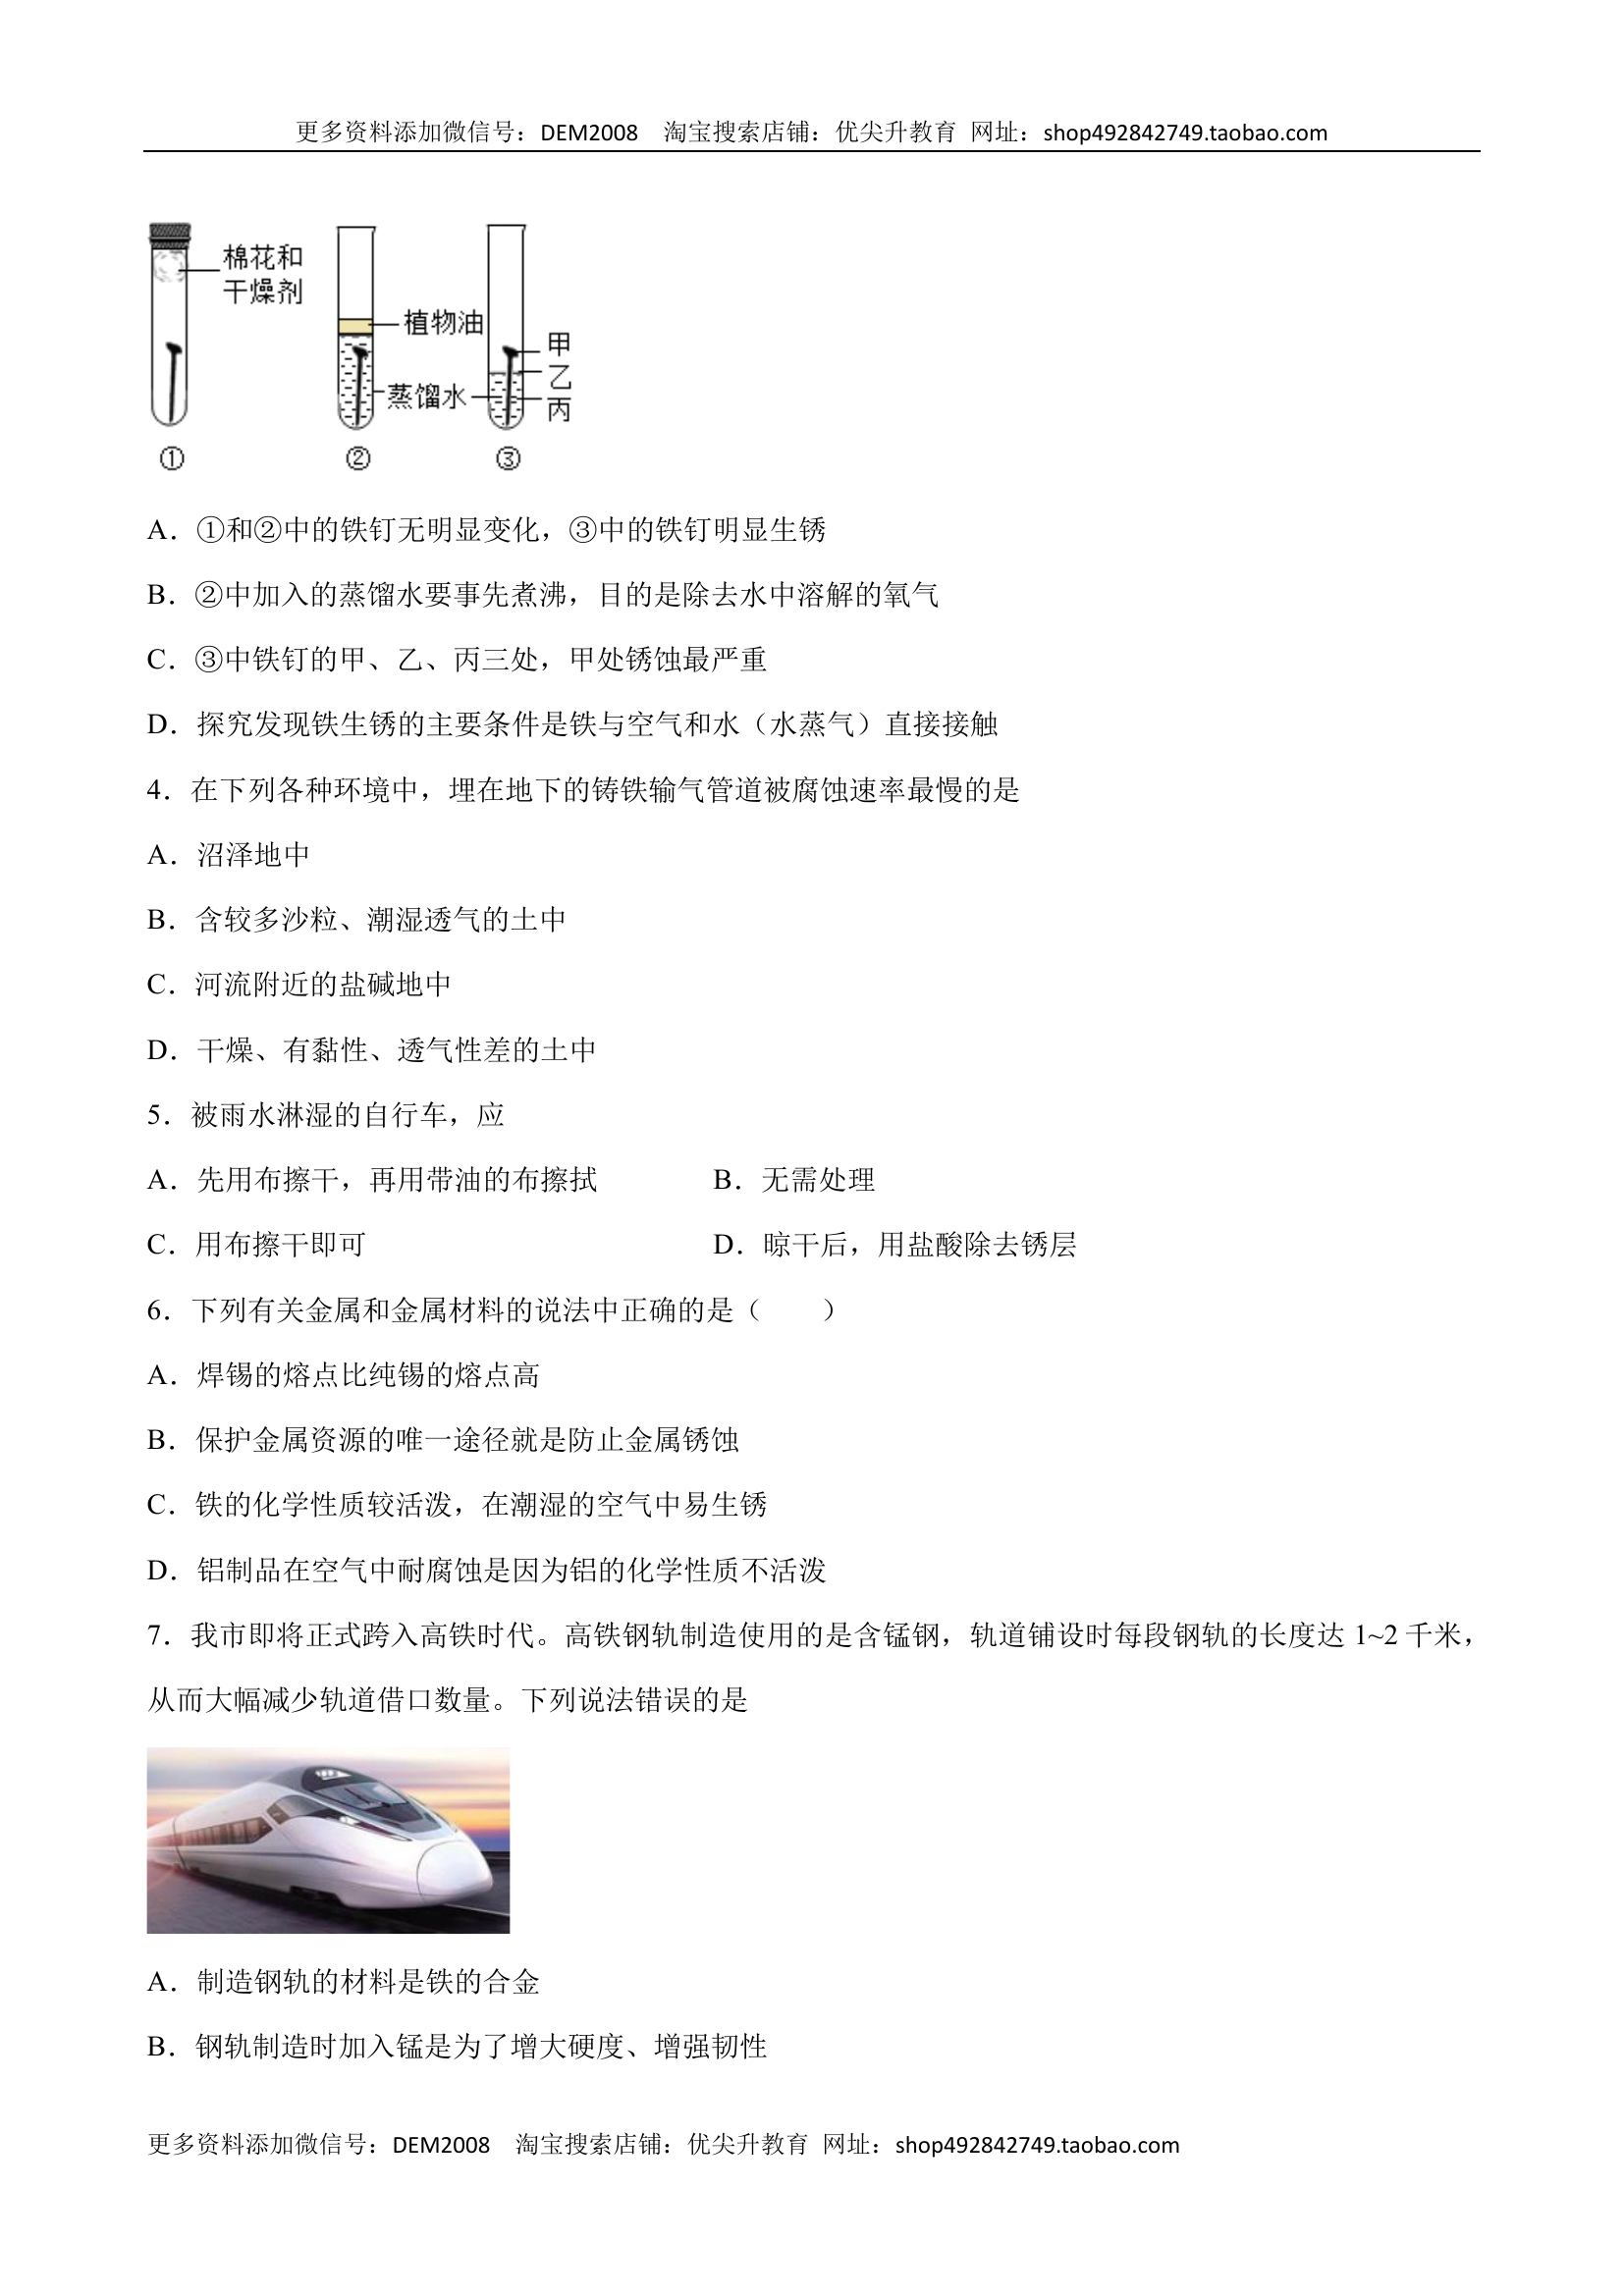 更多资料添加微信号：DEM2008 淘宝搜索店铺：优尖升教育 网址：shop492842749.taobao.com
棉花和
干燥剂
植物油
甲
乙
蒸馏水
丙
① ② ③
A．①和②中的铁钉无明显变化，③中的铁钉明显生锈
B．②中加入的蒸馏水要事先煮沸，目的是除去水中溶解的氧气
C．③中铁钉的甲、乙、丙三处，甲处锈蚀最严重
D．探究发现铁生锈的主要条件是铁与空气和水（水蒸气）直接接触
4．在下列各种环境中，埋在地下的铸铁输气管道被腐蚀速率最慢的是
A．沼泽地中
B．含较多沙粒、潮湿透气的土中
C．河流附近的盐碱地中
D．干燥、有黏性、透气性差的土中
5．被雨水淋湿的自行车，应
A．先用布擦干，再用带油的布擦拭 B．无需处理
C．用布擦干即可 D．晾干后，用盐酸除去锈层
6．下列有关金属和金属材料的说法中正确的是（ ）
A．焊锡的熔点比纯锡的熔点高
B．保护金属资源的唯一途径就是防止金属锈蚀
C．铁的化学性质较活泼，在潮湿的空气中易生锈
D．铝制品在空气中耐腐蚀是因为铝的化学性质不活泼
7．我市即将正式跨入高铁时代。高铁钢轨制造使用的是含锰钢，轨道铺设时每段钢轨的长度达 1~2 千米，
从而大幅减少轨道借口数量。下列说法错误的是
A．制造钢轨的材料是铁的合金
B．钢轨制造时加入锰是为了增大硬度、增强韧性
更多资料添加微信号：DEM2008 淘宝搜索店铺：优尖升教育 网址：shop492842749.taobao.com